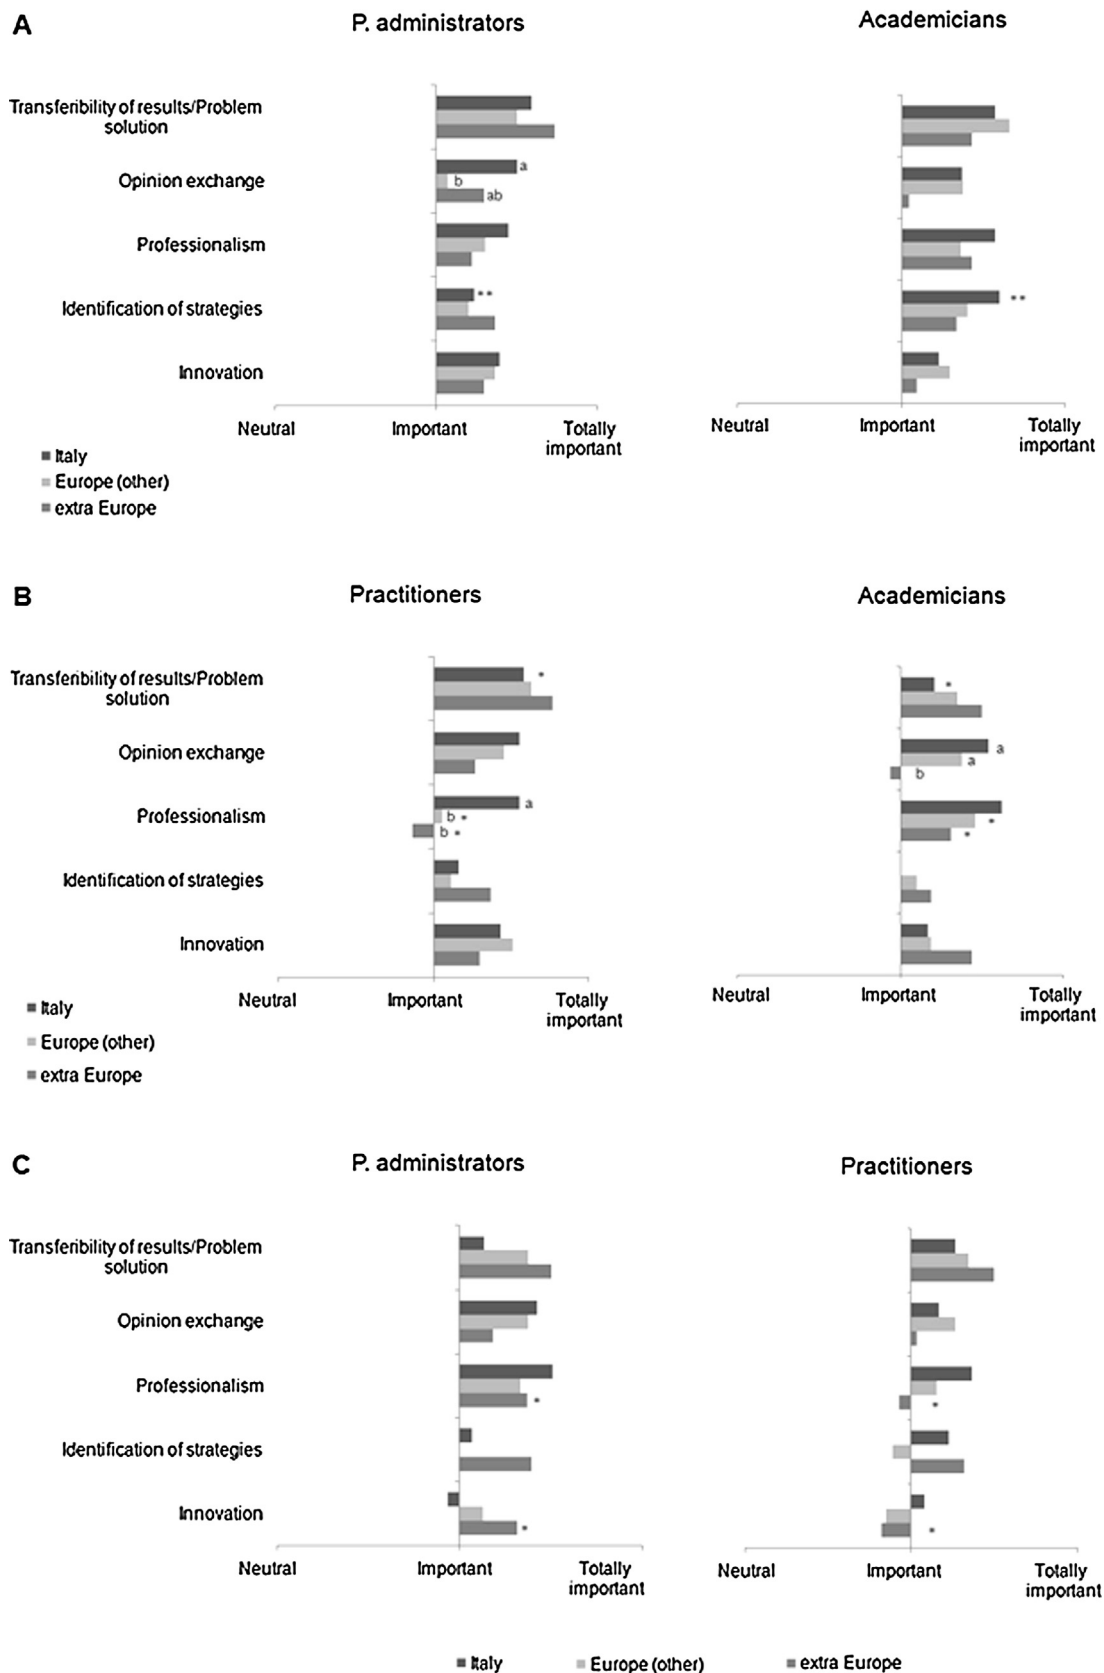 A
P. administrators
Academicians
Transferibility of results/Problem
solution
Opinion exchange
a
b
ab
Professionalism
Identification of strategies
**
**
Innovation
Neutral
Important
Totally
important
Neutral
Important
Totally
important
Italy
Europe (other)
extra Europe
B
Practitioners
Academicians
Transferibility of results/Problem
solution
*
*
Opinion exchange
a
a
b
Professionalism
a
b *
b *
*
*
Identification of strategies
Innovation
Neutral
Important
Totally
important
Neutral
Important
Totally
important
Italy
Europe (other)
extra Europe
C
P. administrators
Practitioners
Transferibility of results/Problem
solution
Opinion exchange
Professionalism
*
*
Identification of strategies
Innovation
*
*
Neutral
Important
Totally
important
Neutral
Important
Totally
important
Italy
Europe (other)
extra Europe